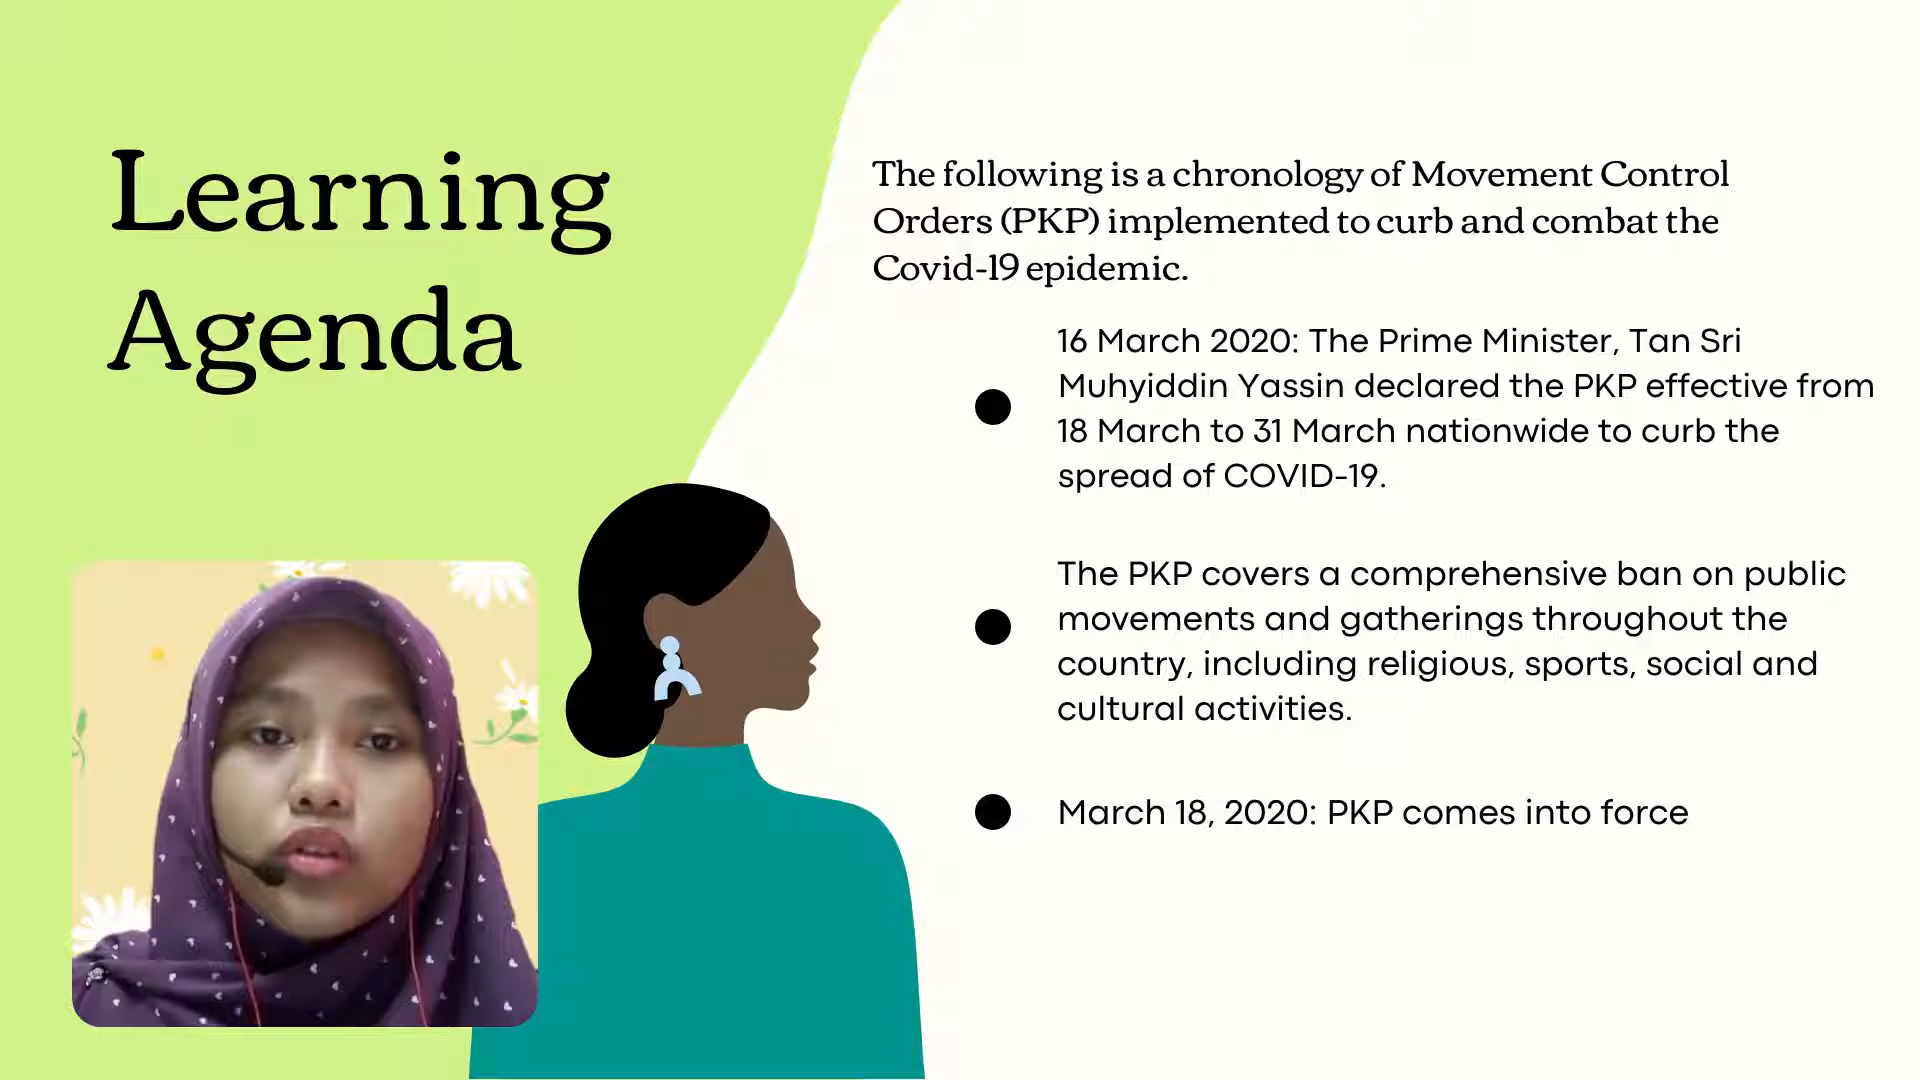 Learning
Agenda
The following is a chronology of Movement Control
Orders (PKP) implemented to curb and combat the
Covid-19 epidemic.
16 March 2020: The Prime Minister, Tan Sri
Muhyiddin Yassin declared the PKP effective from
18 March to 31 March nationwide to curb the
spread of COVID-19.
The PKP covers a comprehensive ban on public
movements and gatherings throughout the
country, including religious, sports, social and
cultural activities.
March 18, 2020: PKP comes into force